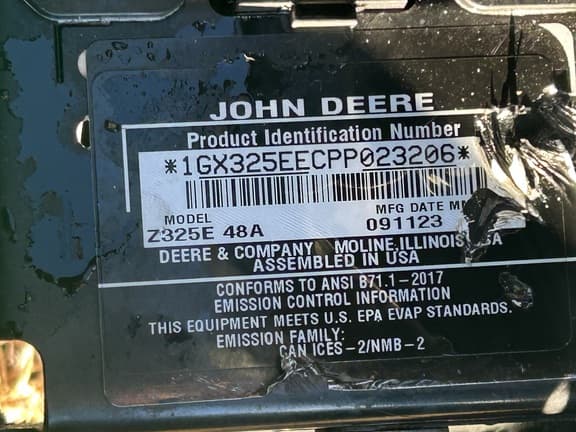 JOHN DEERE
Product Identification Number
*1GX325EECPP023206*
MODEL MFG DATE
Z325E 48A 091123
DEERE & COMPANY MOLINE, ILLINOIS
ASSEMBLED IN USA
CONFORMS TO ANSI B71.1-2017
EMISSION CONTROL INFORMATION
THIS EQUIPMENT MEETS U.S. EPA EVAP STANDARDS.
EMISSION FAMILY:
CAN ICES-2/NMB-2